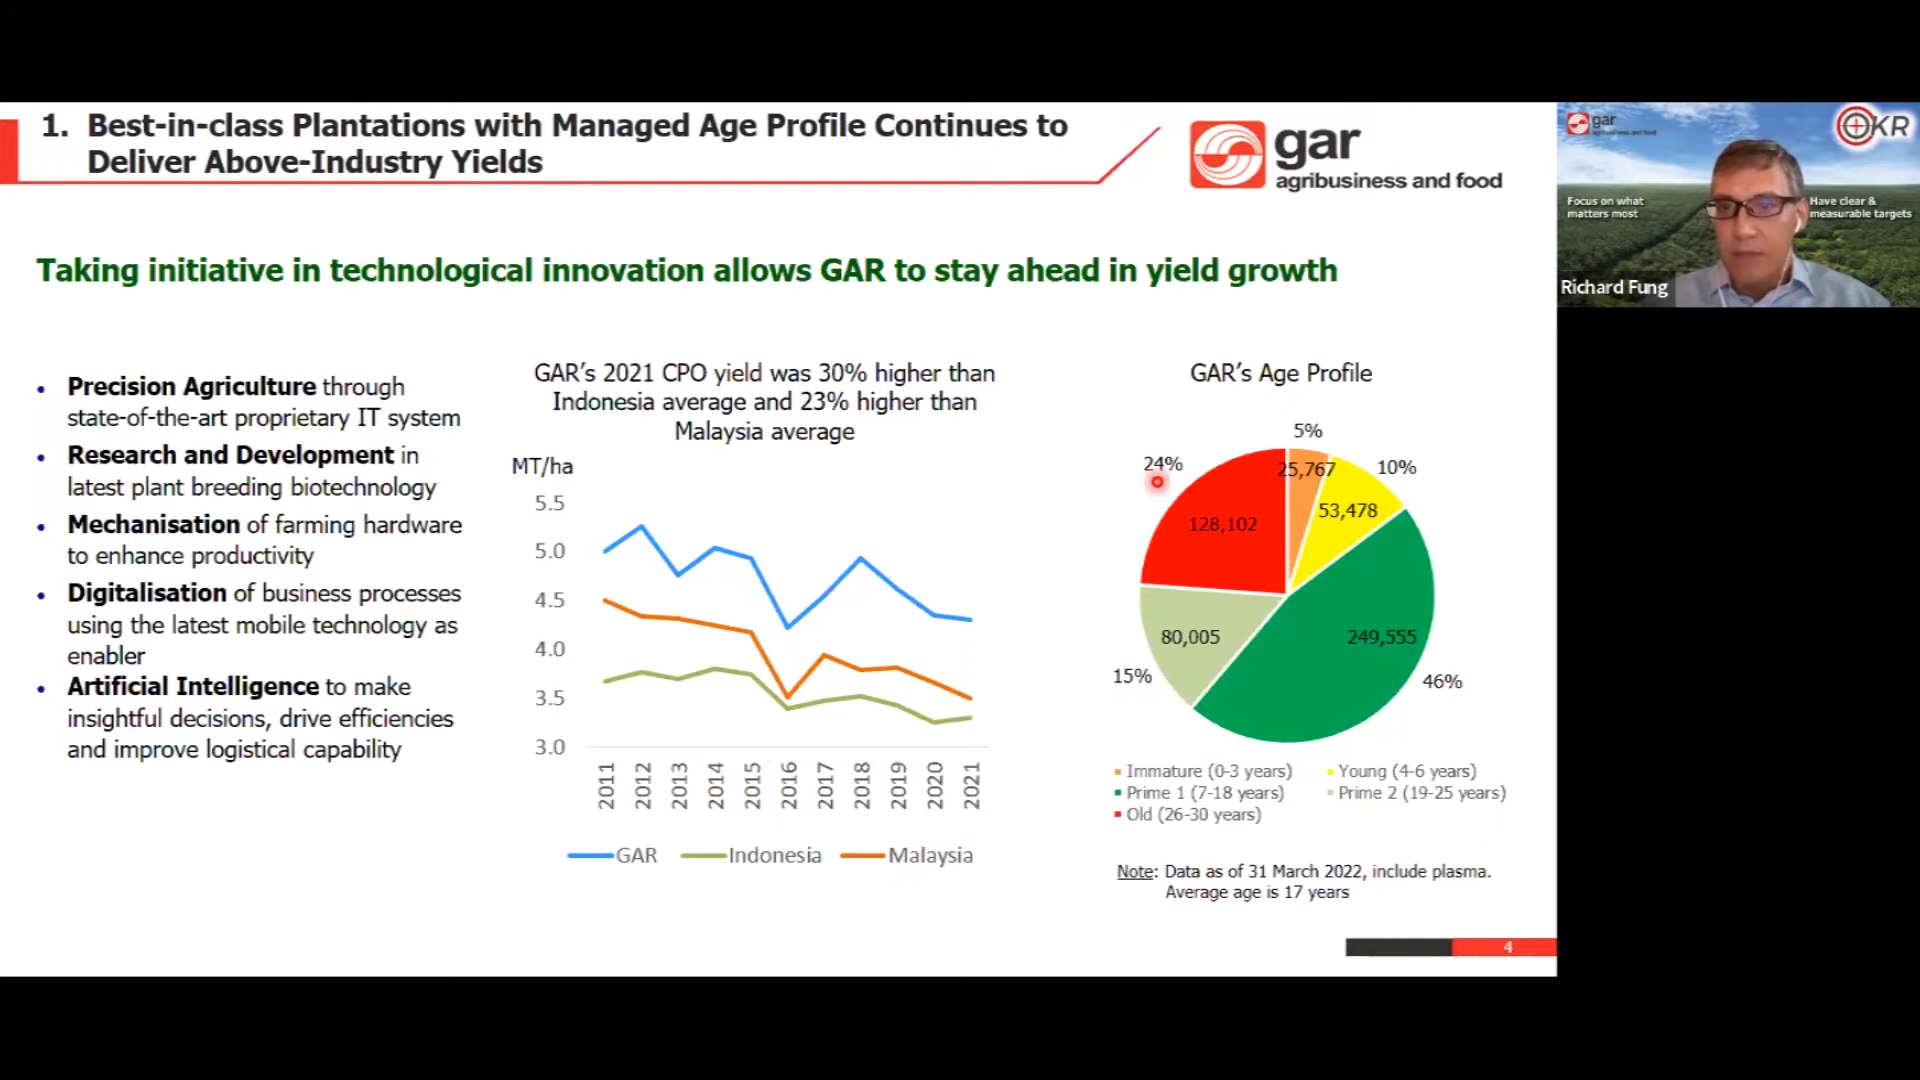 1. Best-in-class Plantations with Managed Age Profile Continues to
Deliver Above-Industry Yields
gar
agribusiness and food
Taking initiative in technological innovation allows GAR to stay ahead in yield growth
• Precision Agriculture through
state-of-the-art proprietary IT system
• Research and Development in
latest plant breeding biotechnology
• Mechanisation of farming hardware
to enhance productivity
• Digitalisation of business processes
using the latest mobile technology as
enabler
• Artificial Intelligence to make
insightful decisions, drive efficiencies
and improve logistical capability
GAR's 2021 CPO yield was 30% higher than
Indonesia average and 23% higher than
Malaysia average
MT/ha
5.5
5.0
4.5
4.0
3.5
3.0
2011
2012
2013
2014
2015
2016
2017
2018
2019
2020
2021
GAR
Indonesia
Malaysia
GAR's Age Profile
5%
25,767
10%
53,478
24%
128,102
80,005
15%
249,555
46%
Immature (0-3 years)
Young (4-6 years)
Prime 1 (7-18 years)
Prime 2 (19-25 years)
Old (26-30 years)
Note: Data as of 31 March 2022, include plasma.
Average age is 17 years
4
gar
agribusiness and food
OKR
Focus on what
matters most
Have clear &
measurable targets
Richard Fung